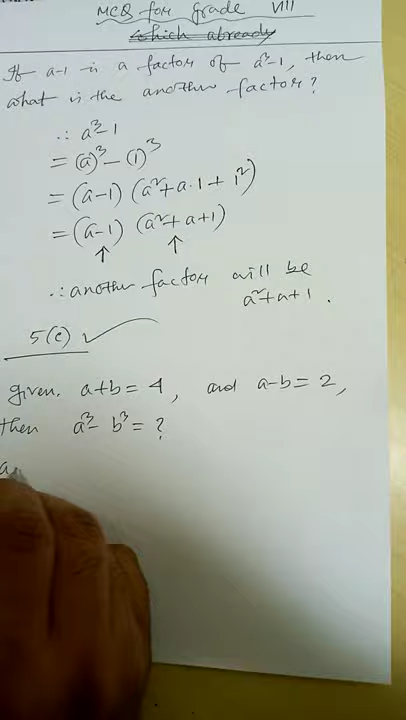 MCQ for grade VIII
which already
If a-1 is a factor of a³-1, then
what is the another factor?
∴ a³-1
= (a)³ - (1)³
= (a-1) (a²+a·1+1²)
= (a-1) (a²+a+1)
↑ ↑
∴ another factor will be
a²+a+1.
5(c) ✓
given, a+b=4, and a-b=2,
then a³- b³= ?
a